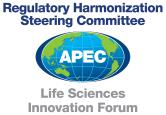 Regulatory Harmonization
Steering Committee
APEC
Life Sciences
Innovation Forum